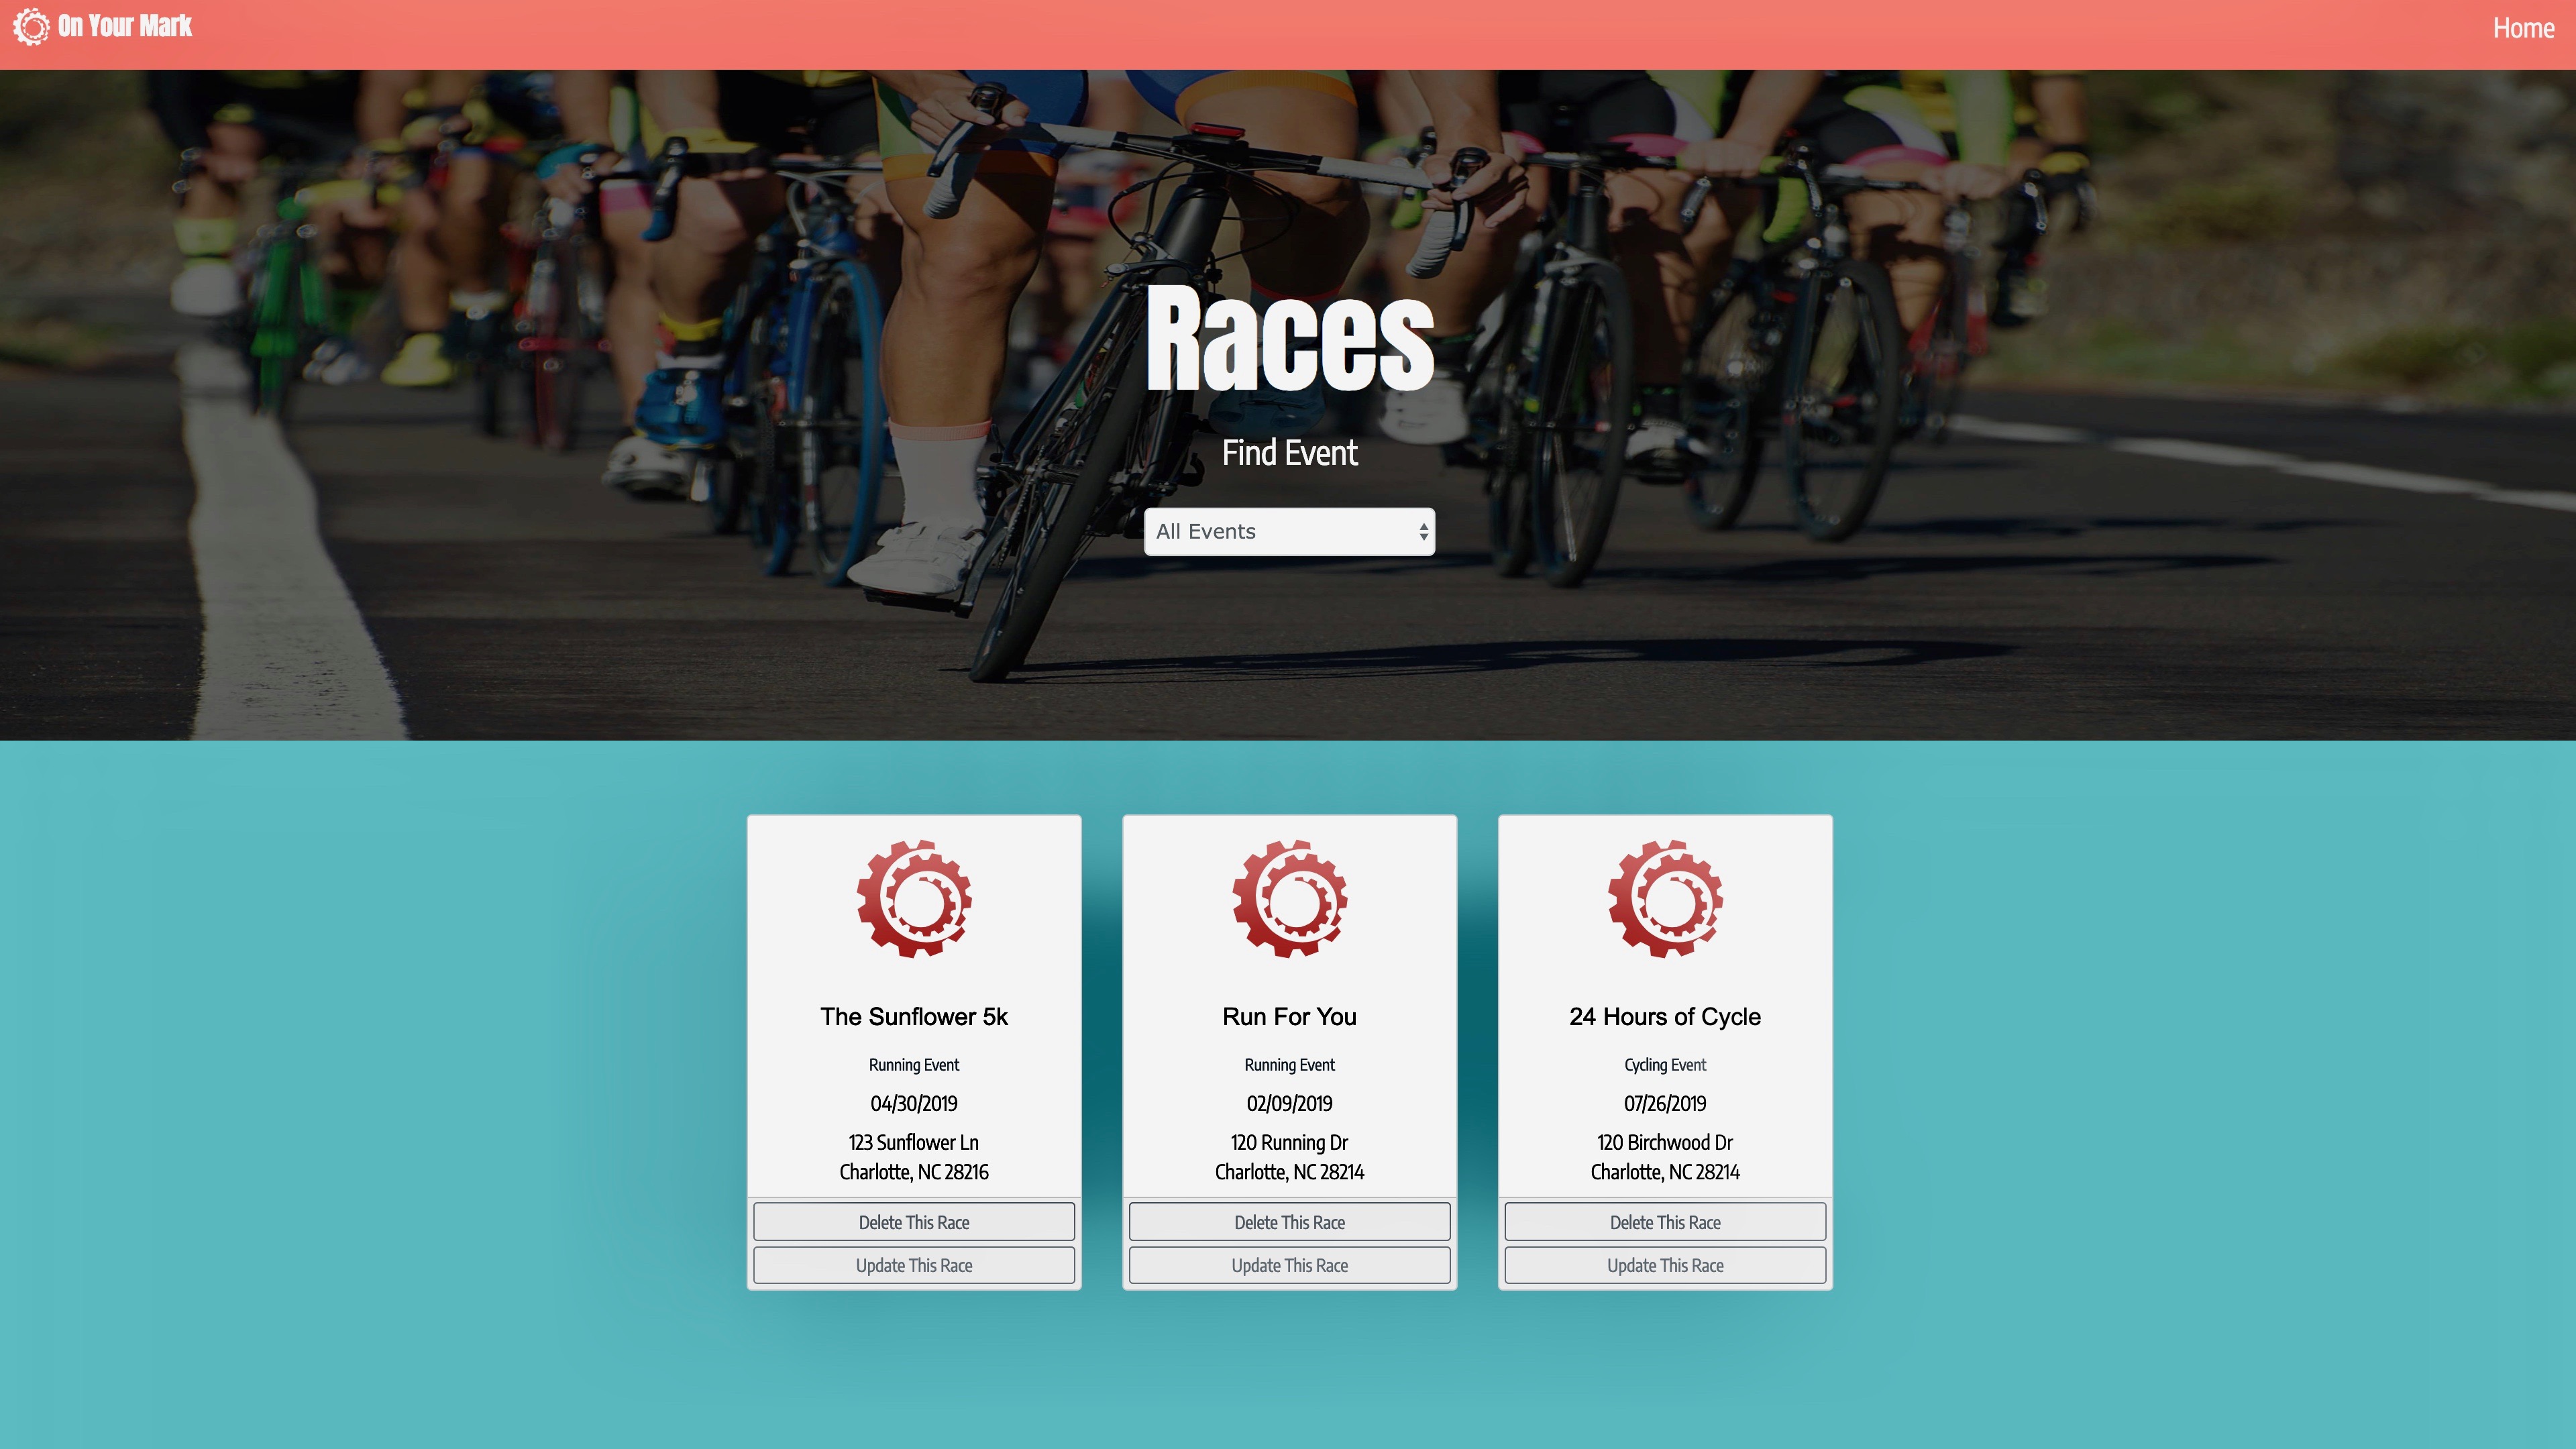 On Your Mark
Home
Races
Find Event
All Events
The Sunflower 5k
Running Event
04/30/2019
123 Sunflower Ln
Charlotte, NC 28216
Delete This Race
Update This Race
Run For You
Running Event
02/09/2019
120 Running Dr
Charlotte, NC 28214
Delete This Race
Update This Race
24 Hours of Cycle
Cycling Event
07/26/2019
120 Birchwood Dr
Charlotte, NC 28214
Delete This Race
Update This Race